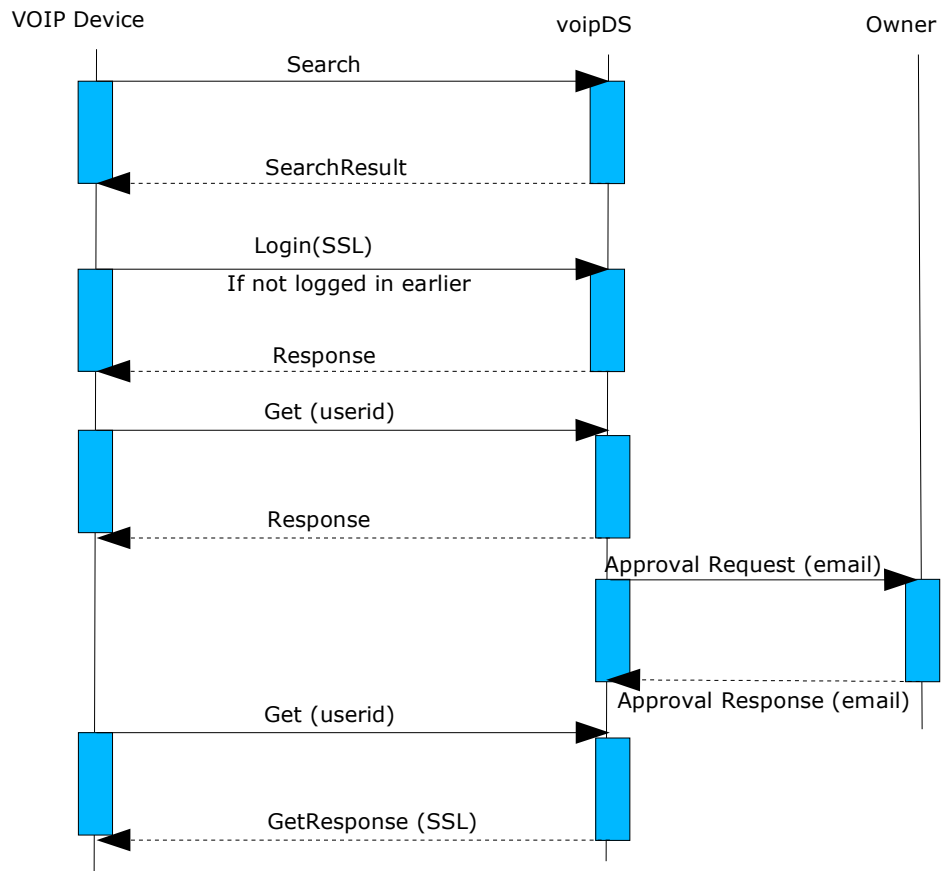 VOIP Device
voipDS
Owner
Search
SearchResult
Login(SSL)
If not logged in earlier
Response
Get (userid)
Response
Approval Request (email)
Approval Response (email)
Get (userid)
GetResponse (SSL)